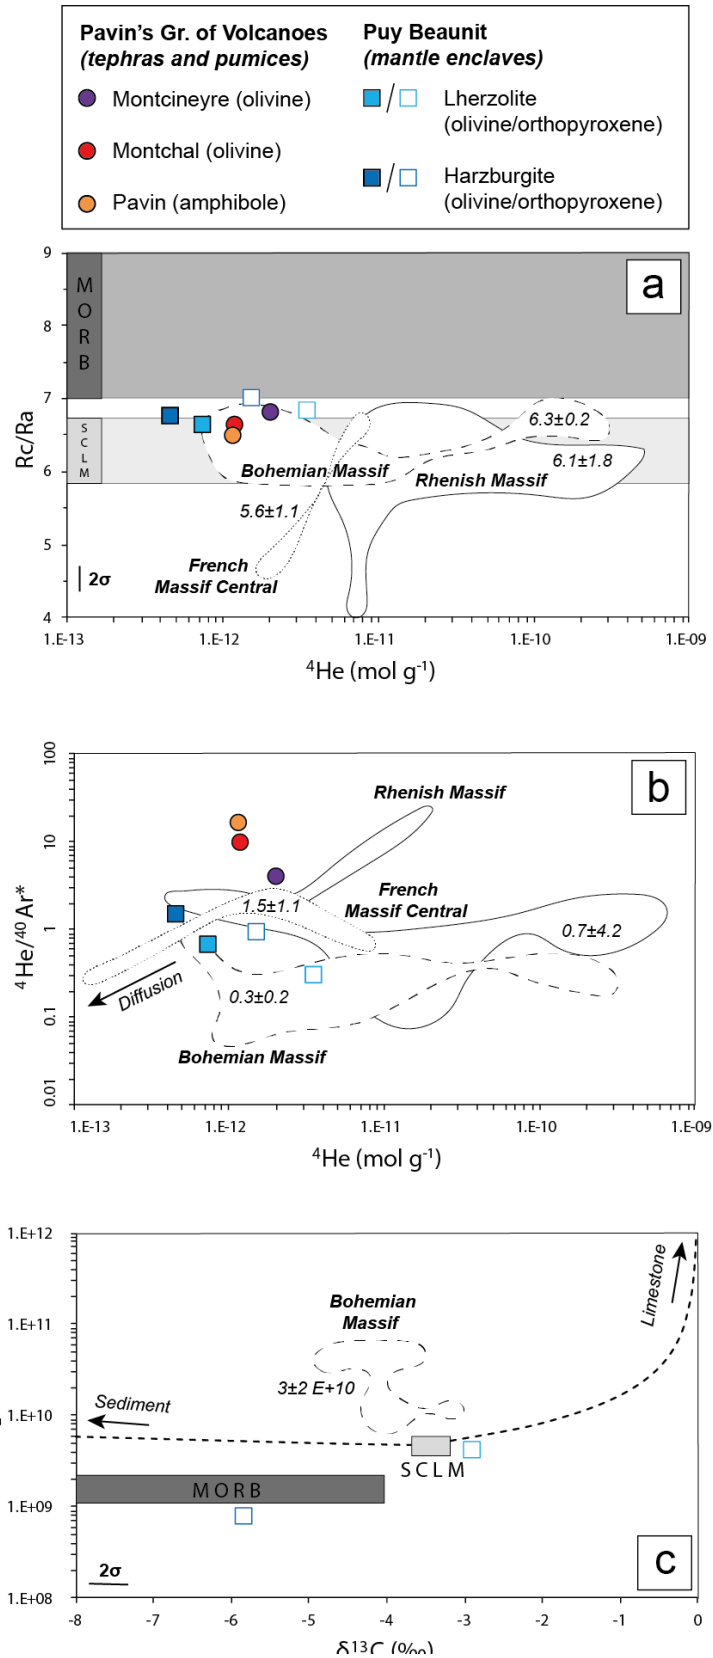 Pavin's Gr. of Volcanoes
(tephras and pumices)
Montcineyre (olivine)
Montchal (olivine)
Pavin (amphibole)
Puy Beaunit
(mantle enclaves)
/ Lherzolite
(olivine/orthopyroxene)
/ Harzburgite
(olivine/orthopyroxene)
a
9
8
7
6
5
4
Rc/Ra
MORB
SCLM
6.3±0.2
6.1±1.8
Bohemian Massif
Rhenish Massif
5.6±1.1
French
Massif Central
2σ
1.E-13 1.E-12 1.E-11 1.E-10 1.E-09
⁴He (mol g⁻¹)
b
100
10
1
0.1
0.01
⁴He/⁴⁰Ar*
Rhenish Massif
French
Massif Central
1.5±1.1
0.7±4.2
Diffusion
0.3±0.2
Bohemian Massif
1.E-13 1.E-12 1.E-11 1.E-10 1.E-09
⁴He (mol g⁻¹)
c
1.E+12
1.E+11
1.E+10
1.E+09
1.E+08
Limestone
Bohemian
Massif
3±2 E+10
Sediment
SCLM
MORB
2σ
-8 -7 -6 -5 -4 -3 -2 -1 0
δ¹³C (‰)